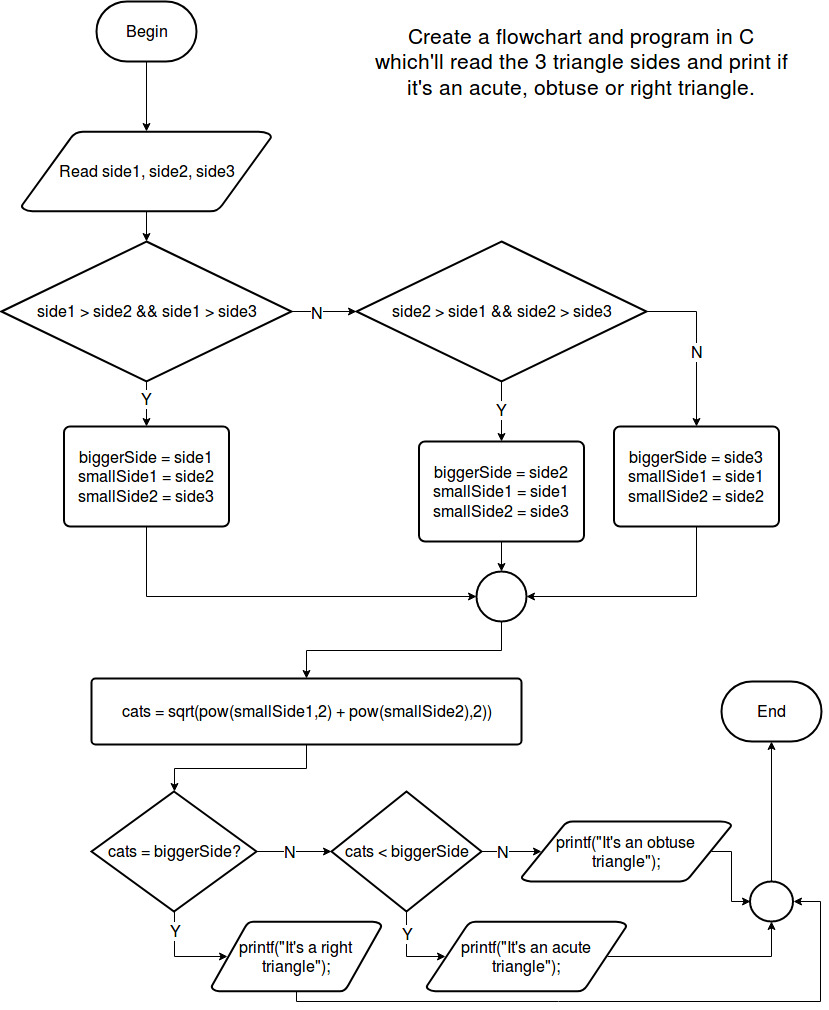 Begin
Create a flowchart and program in C
which'll read the 3 triangle sides and print if
it's an acute, obtuse or right triangle.
Read side1, side2, side3
side1 > side2 && side1 > side3
N
side2 > side1 && side2 > side3
N
Y
Y
biggerSide = side1
smallSide1 = side2
smallSide2 = side3
biggerSide = side2
smallSide1 = side1
smallSide2 = side3
biggerSide = side3
smallSide1 = side1
smallSide2 = side2
cats = sqrt(pow(smallSide1,2) + pow(smallSide2),2))
End
cats = biggerSide?
N
cats < biggerSide
N
printf("It's an obtuse
triangle");
Y
Y
printf("It's a right
triangle");
printf("It's an acute
triangle");